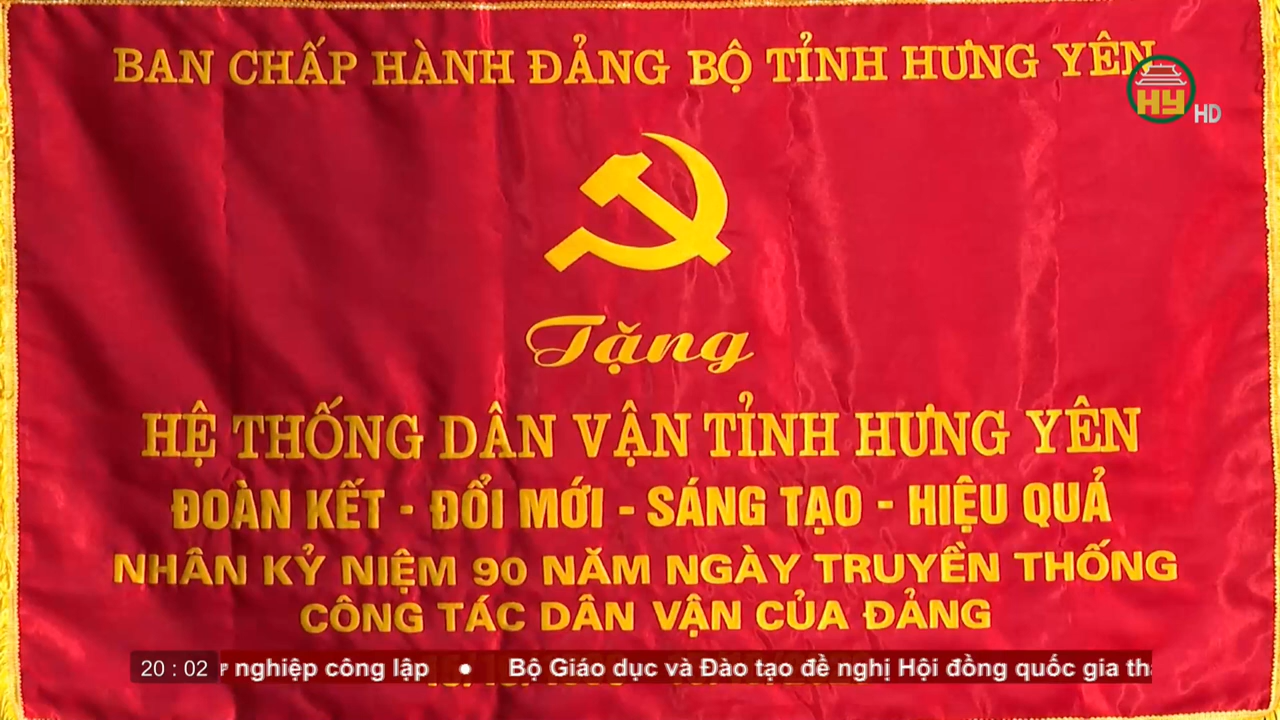 BAN CHẤP HÀNH ĐẢNG BỘ TỈNH HƯNG YÊN
HY HD
Tặng
HỆ THỐNG DÂN VẬN TỈNH HƯNG YÊN
ĐOÀN KẾT - ĐỔI MỚI - SÁNG TẠO - HIỆU QUẢ
NHÂN KỶ NIỆM 90 NĂM NGÀY TRUYỀN THỐNG
CÔNG TÁC DÂN VẬN CỦA ĐẢNG
20 : 02 nghiệp công lập • Bộ Giáo dục và Đào tạo đề nghị Hội đồng quốc gia